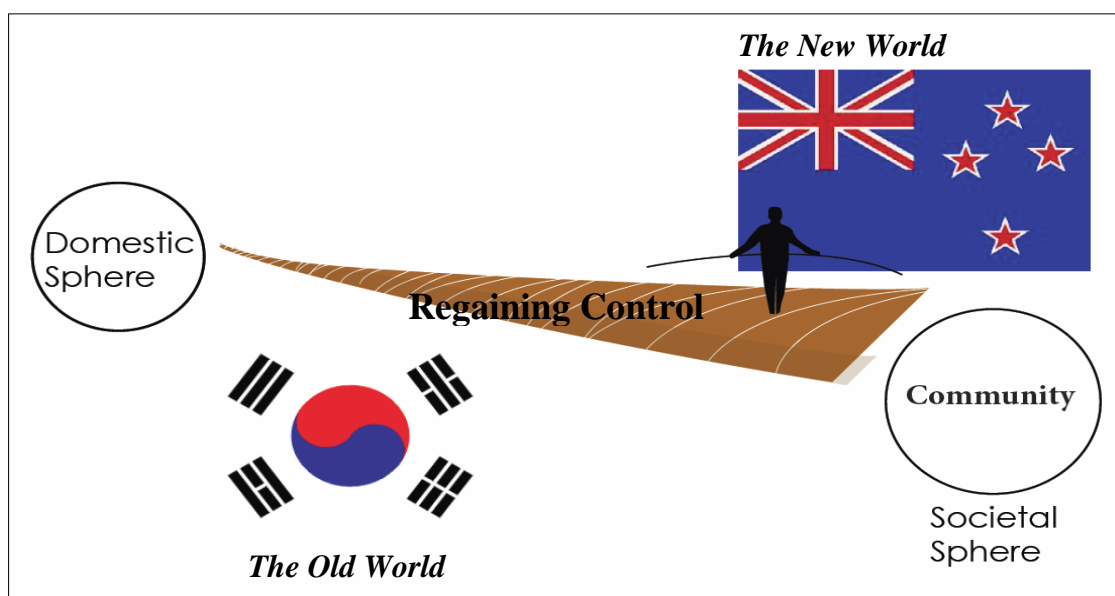 The New World
Domestic
Sphere
Regaining Control
Community
Societal
Sphere
The Old World